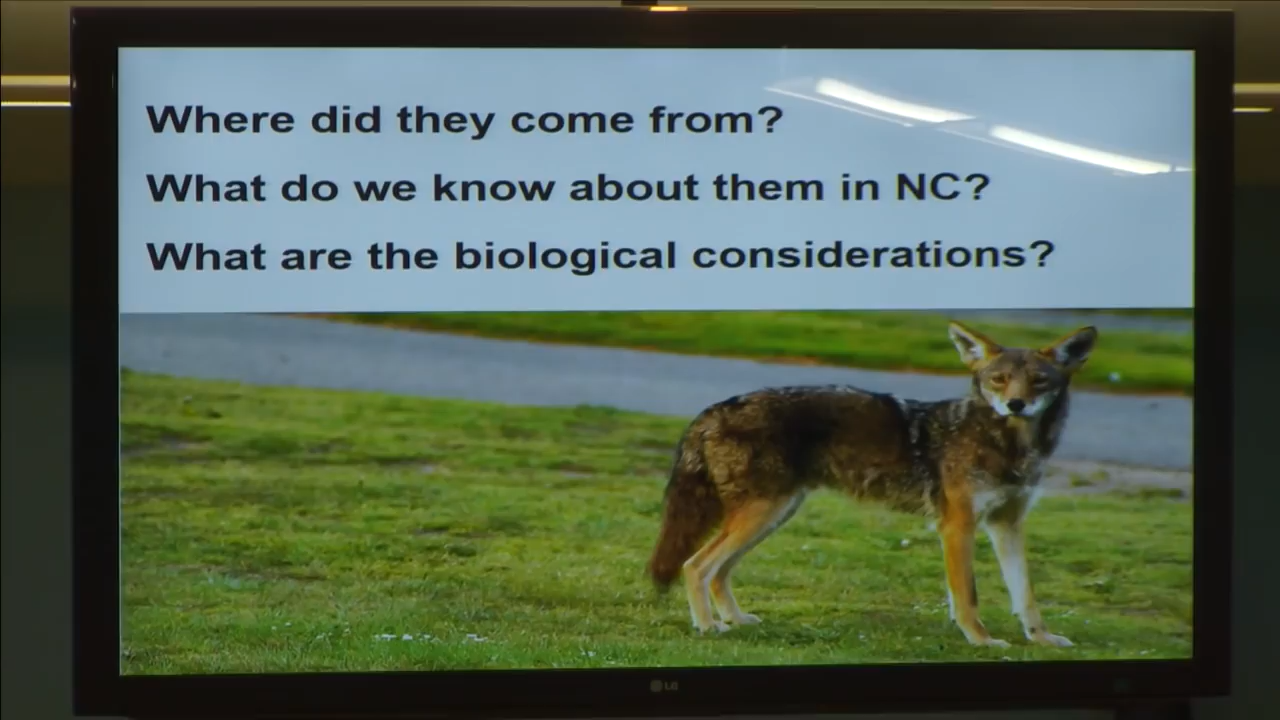 Where did they come from?
What do we know about them in NC?
What are the biological considerations?
LG